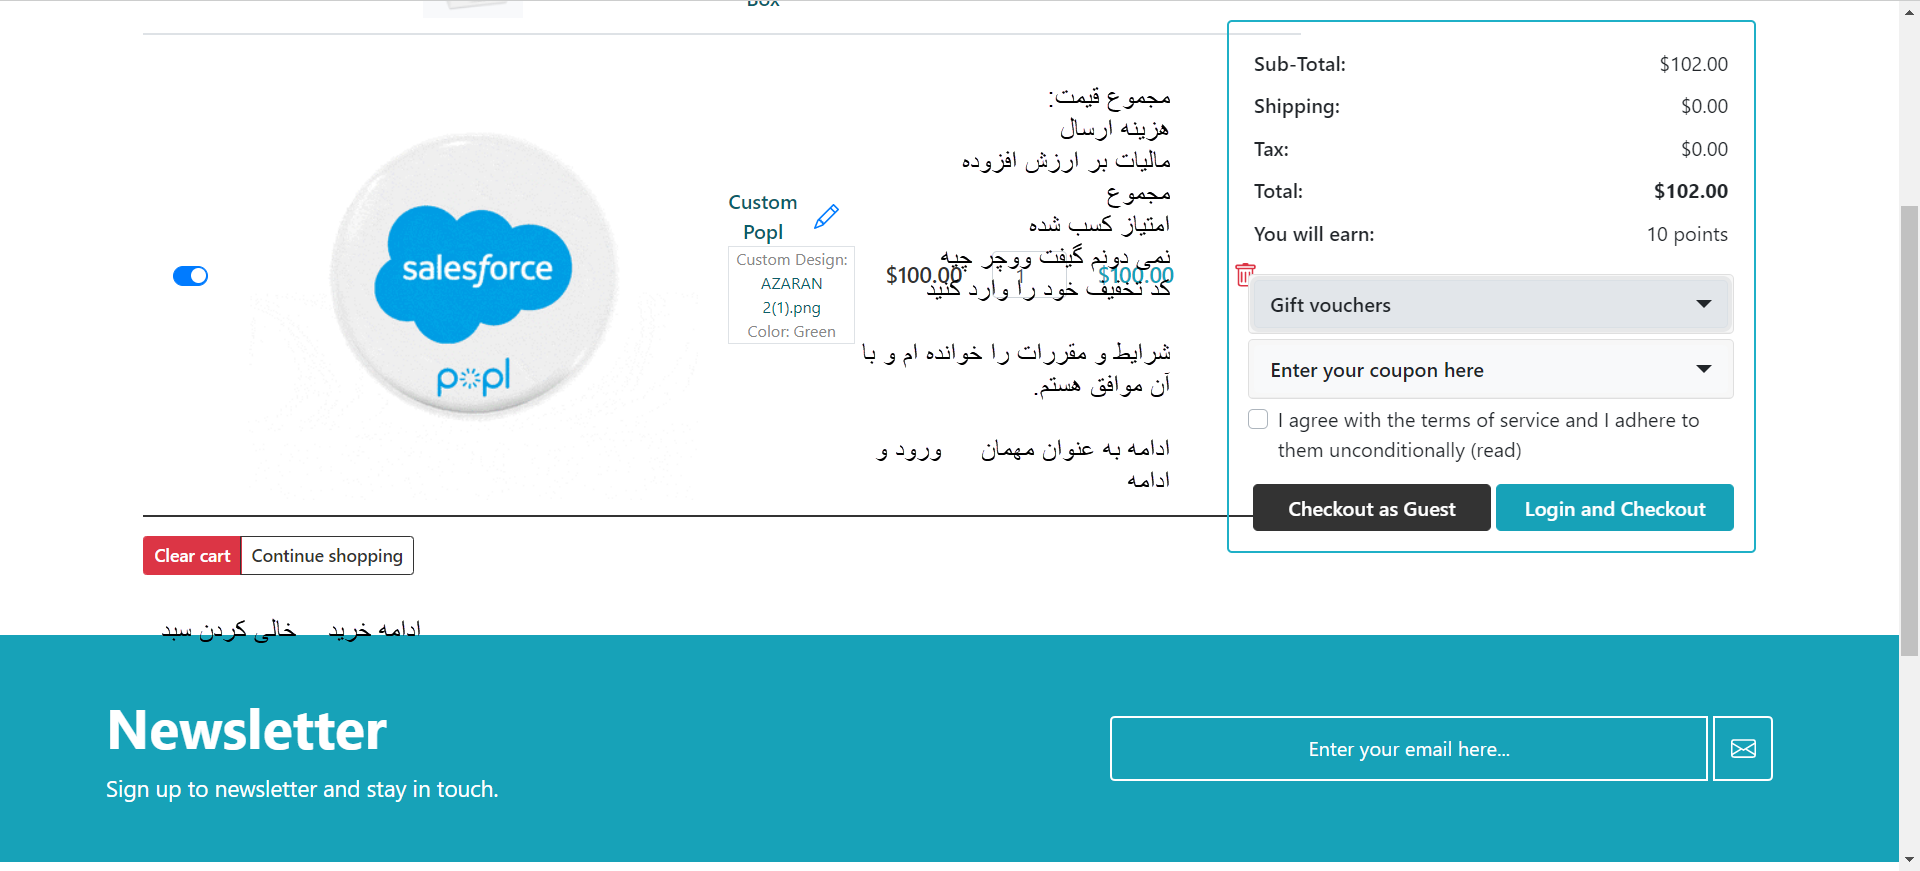 Box
Sub-Total: $102.00
Shipping: $0.00
Tax: $0.00
Total: $102.00
You will earn: 10 points
مجموع قیمت:
هزینه ارسال
مالیات بر ارزش افزوده
مجموع
امتیاز کسب شده
نمی دونم گیفت ووچر چیه
کد تخفیف خود را وارد کنید
شرایط و مقررات را خوانده ام و با
آن موافق هستم.
ادامه به عنوان مهمان ورود و
ادامه
salesforce
popl
Custom
Popl
Custom Design:
AZARAN
2(1).png
Color: Green
$100.00 1 $100.00
Gift vouchers
Enter your coupon here
I agree with the terms of service and I adhere to
them unconditionally (read)
Checkout as Guest Login and Checkout
Clear cart Continue shopping
خالی کردن سبد ادامه خرید
Newsletter
Sign up to newsletter and stay in touch.
Enter your email here...